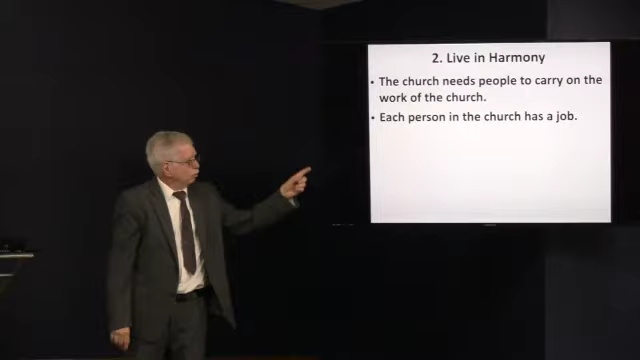 2. Live in Harmony
• The church needs people to carry on the
work of the church.
• Each person in the church has a job.